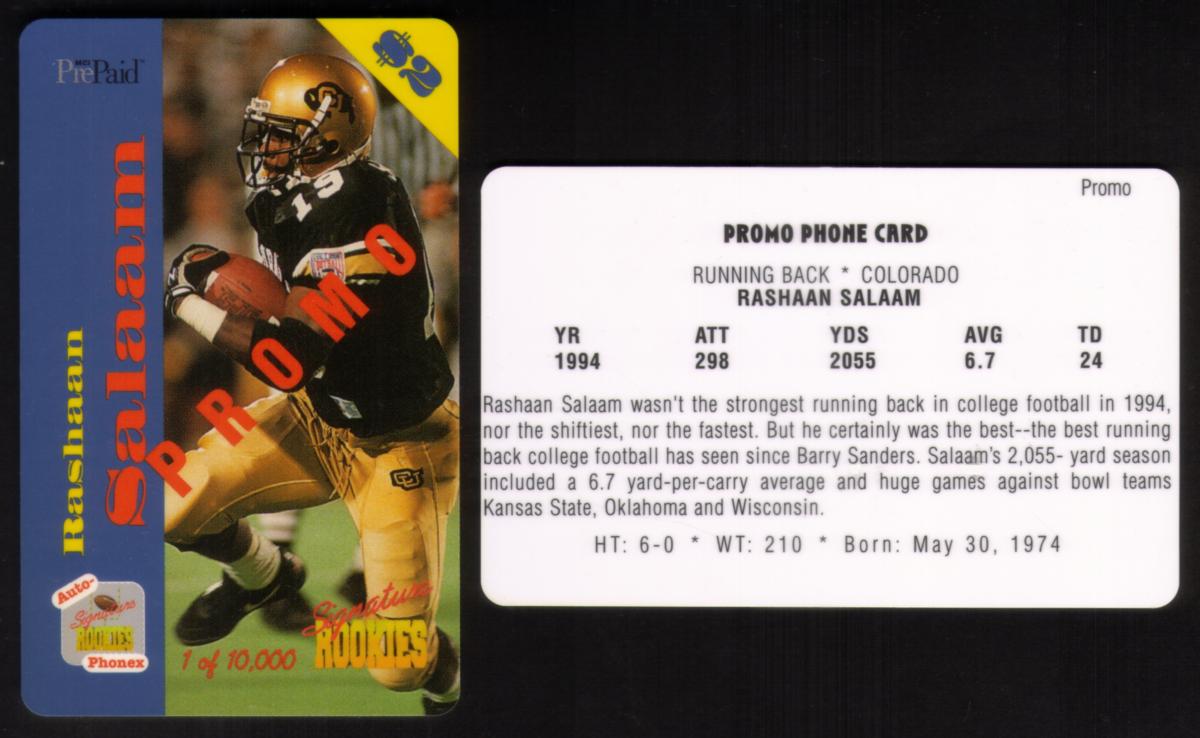 MCI
PrePaid™
$2
Rashaan
Salaam
19
PROMO
Auto-
Signature
ROOKIES
Phonex
1 of 10,000
Signature
ROOKIES
Promo
PROMO PHONE CARD
RUNNING BACK * COLORADO
RASHAAN SALAAM
YR ATT YDS AVG TD
1994 298 2055 6.7 24
Rashaan Salaam wasn't the strongest running back in college football in 1994,
nor the shiftiest, nor the fastest. But he certainly was the best--the best running
back college football has seen since Barry Sanders. Salaam's 2,055- yard season
included a 6.7 yard-per-carry average and huge games against bowl teams
Kansas State, Oklahoma and Wisconsin.
HT: 6-0 * WT: 210 * Born: May 30, 1974